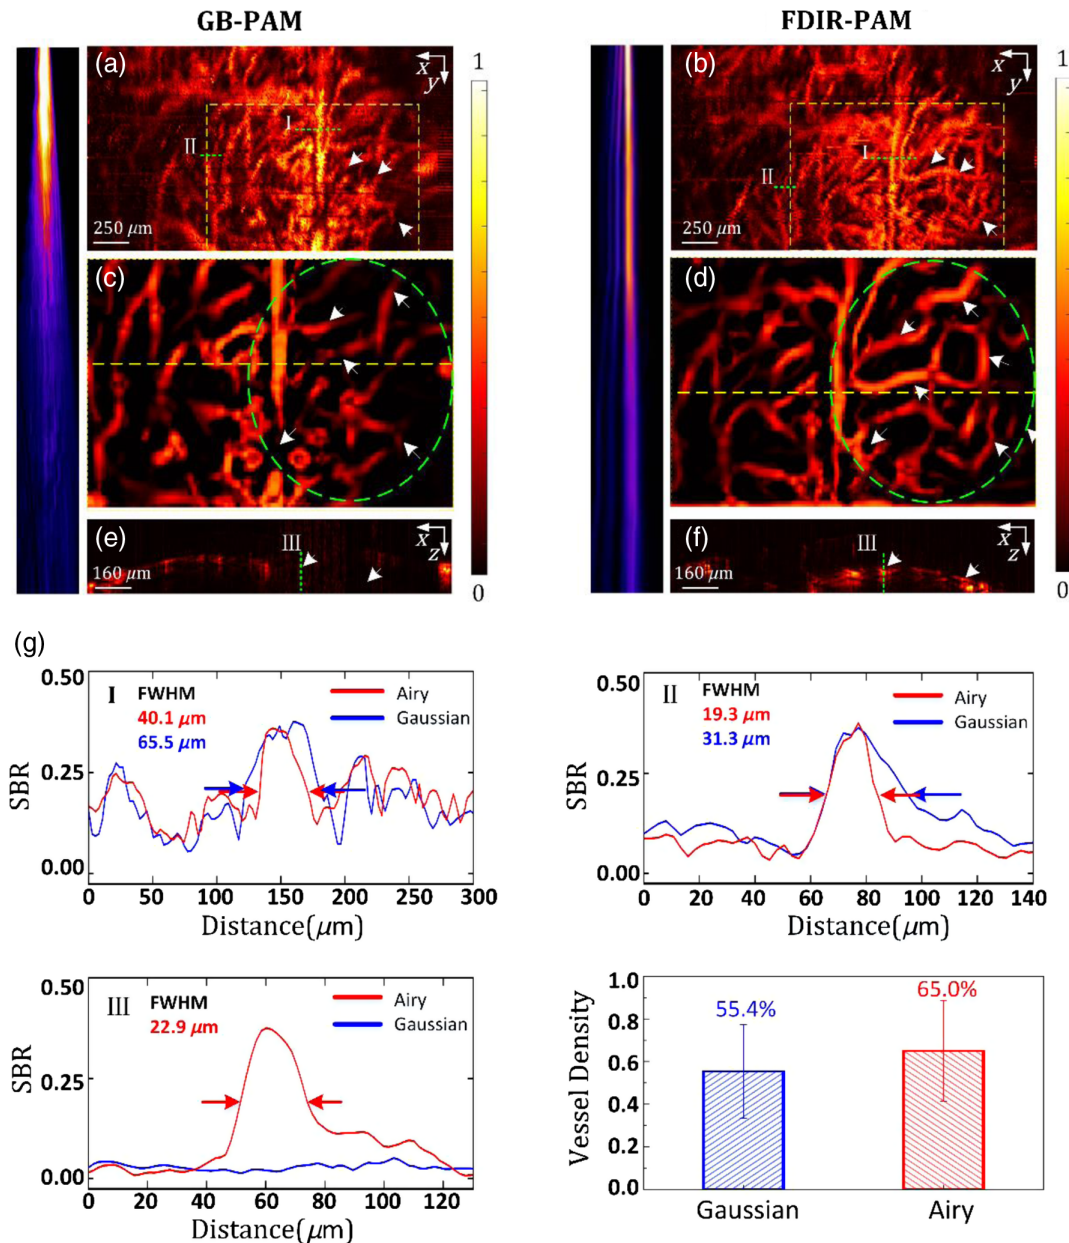 GB-PAM
FDIR-PAM
(a)
x
y
I
II
250 μm
1
(b)
x
y
I
II
250 μm
1
(c)
(d)
(e)
III
x
z
160 μm
0
(f)
III
x
z
160 μm
0
(g)
0.50
0.25
0.00
SBR
I
FWHM
40.1 μm
65.5 μm
Airy
Gaussian
0 50 100 150 200 250 300
Distance(μm)
0.50
0.25
0.00
SBR
II
FWHM
19.3 μm
31.3 μm
Airy
Gaussian
0 20 40 60 80 100 120 140
Distance(μm)
0.50
0.25
0.00
SBR
III
FWHM
22.9 μm
Airy
Gaussian
0 20 40 60 80 100 120
Distance(μm)
1.0
0.8
0.6
0.4
0.2
0.0
Vessel Density
55.4%
65.0%
Gaussian
Airy